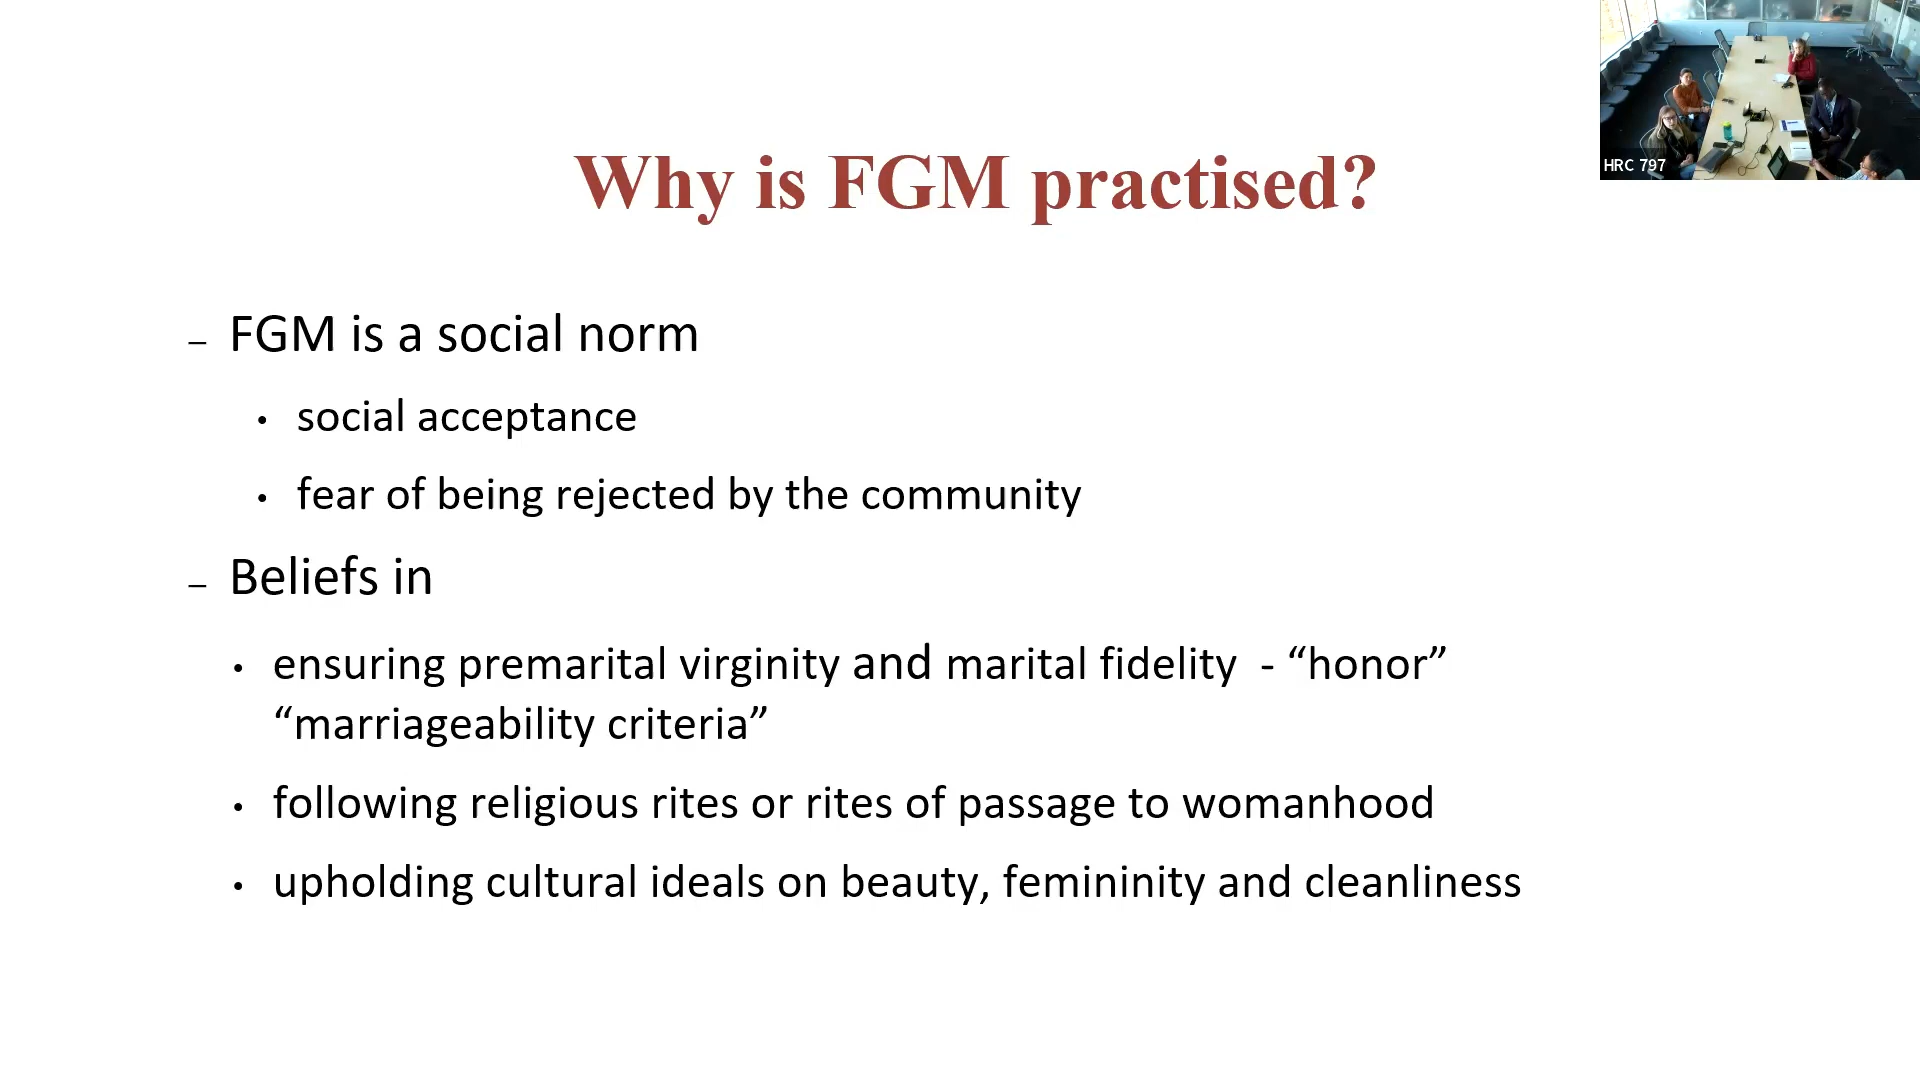 HRC 797
Why is FGM practised?
– FGM is a social norm
• social acceptance
• fear of being rejected by the community
– Beliefs in
• ensuring premarital virginity and marital fidelity - “honor”
“marriageability criteria”
• following religious rites or rites of passage to womanhood
• upholding cultural ideals on beauty, femininity and cleanliness